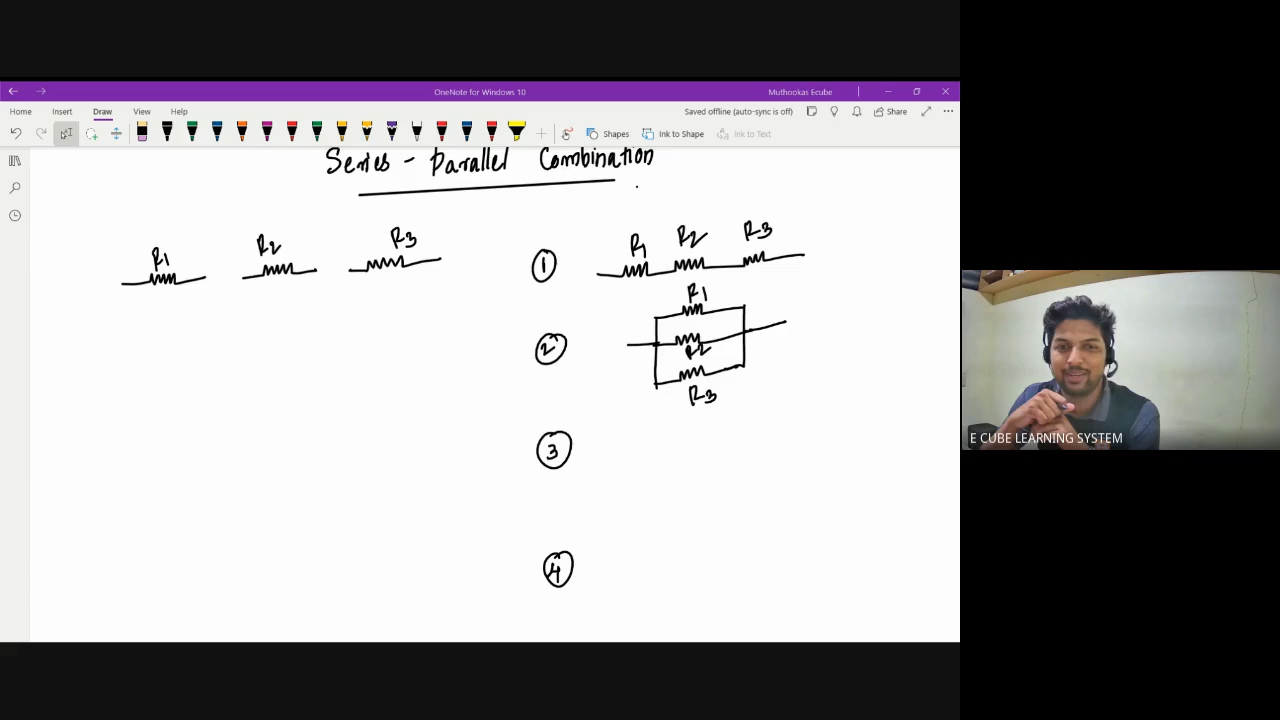 OneNote for Windows 10
Muthookas Ecube
Home Insert Draw View Help
Saved offline (auto-sync is off)
Share
Shapes
Ink to Shape
Ink to Text
Series - Parallel Combination
R1 R2 R3
1 R1 R2 R3
2 R1
R2
R3
3
4
E CUBE LEARNING SYSTEM